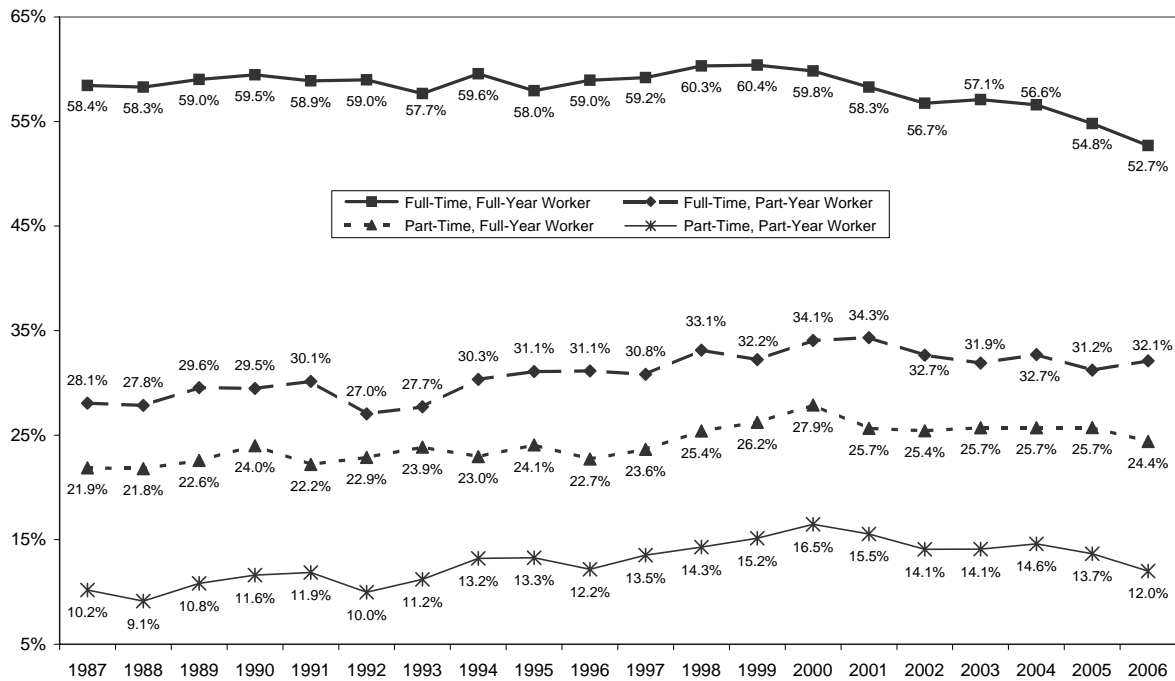 65%
58.4% 58.3% 59.0% 59.5% 58.9% 59.0% 57.7% 59.6% 58.0% 59.0% 59.2% 60.3% 60.4% 59.8% 58.3% 56.7% 57.1% 56.6% 54.8% 52.7%
55%
Full-Time, Full-Year Worker Full-Time, Part-Year Worker
Part-Time, Full-Year Worker Part-Time, Part-Year Worker
45%
35%
28.1% 27.8% 29.6% 29.5% 30.1% 27.0% 27.7% 30.3% 31.1% 31.1% 30.8% 33.1% 32.2% 34.1% 34.3% 32.7% 31.9% 32.7% 31.2% 32.1%
25%
21.9% 21.8% 22.6% 24.0% 22.2% 22.9% 23.9% 23.0% 24.1% 22.7% 23.6% 25.4% 26.2% 27.9% 25.7% 25.4% 25.7% 25.7% 25.7% 24.4%
15%
10.2% 9.1% 10.8% 11.6% 11.9% 10.0% 11.2% 13.2% 13.3% 12.2% 13.5% 14.3% 15.2% 16.5% 15.5% 14.1% 14.1% 14.6% 13.7% 12.0%
5%
1987 1988 1989 1990 1991 1992 1993 1994 1995 1996 1997 1998 1999 2000 2001 2002 2003 2004 2005 2006